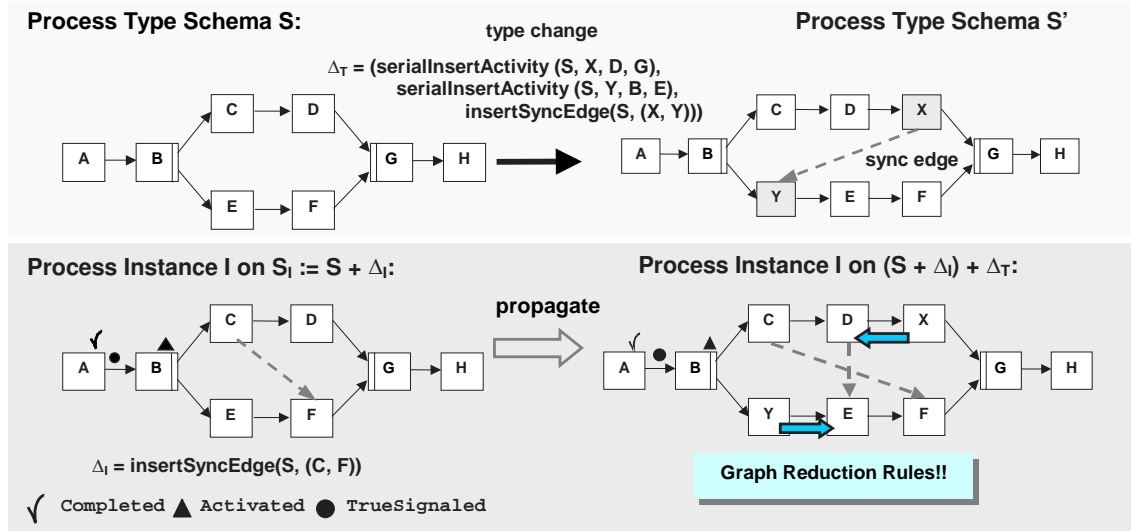 Process Type Schema S:
type change
Process Type Schema S’
ΔT = (serialInsertActivity (S, X, D, G),
serialInsertActivity (S, Y, B, E),
insertSyncEdge(S, (X, Y)))
C D
A B G H
E F
C D X
A B G H
sync edge
Y E F
Process Instance I on SI := S + ΔI:
Process Instance I on (S + ΔI) + ΔT:
propagate
C D
A B G H
E F
C D X
A B G H
Y E F
ΔI = insertSyncEdge(S, (C, F))
Graph Reduction Rules!!
Completed Activated TrueSignaled